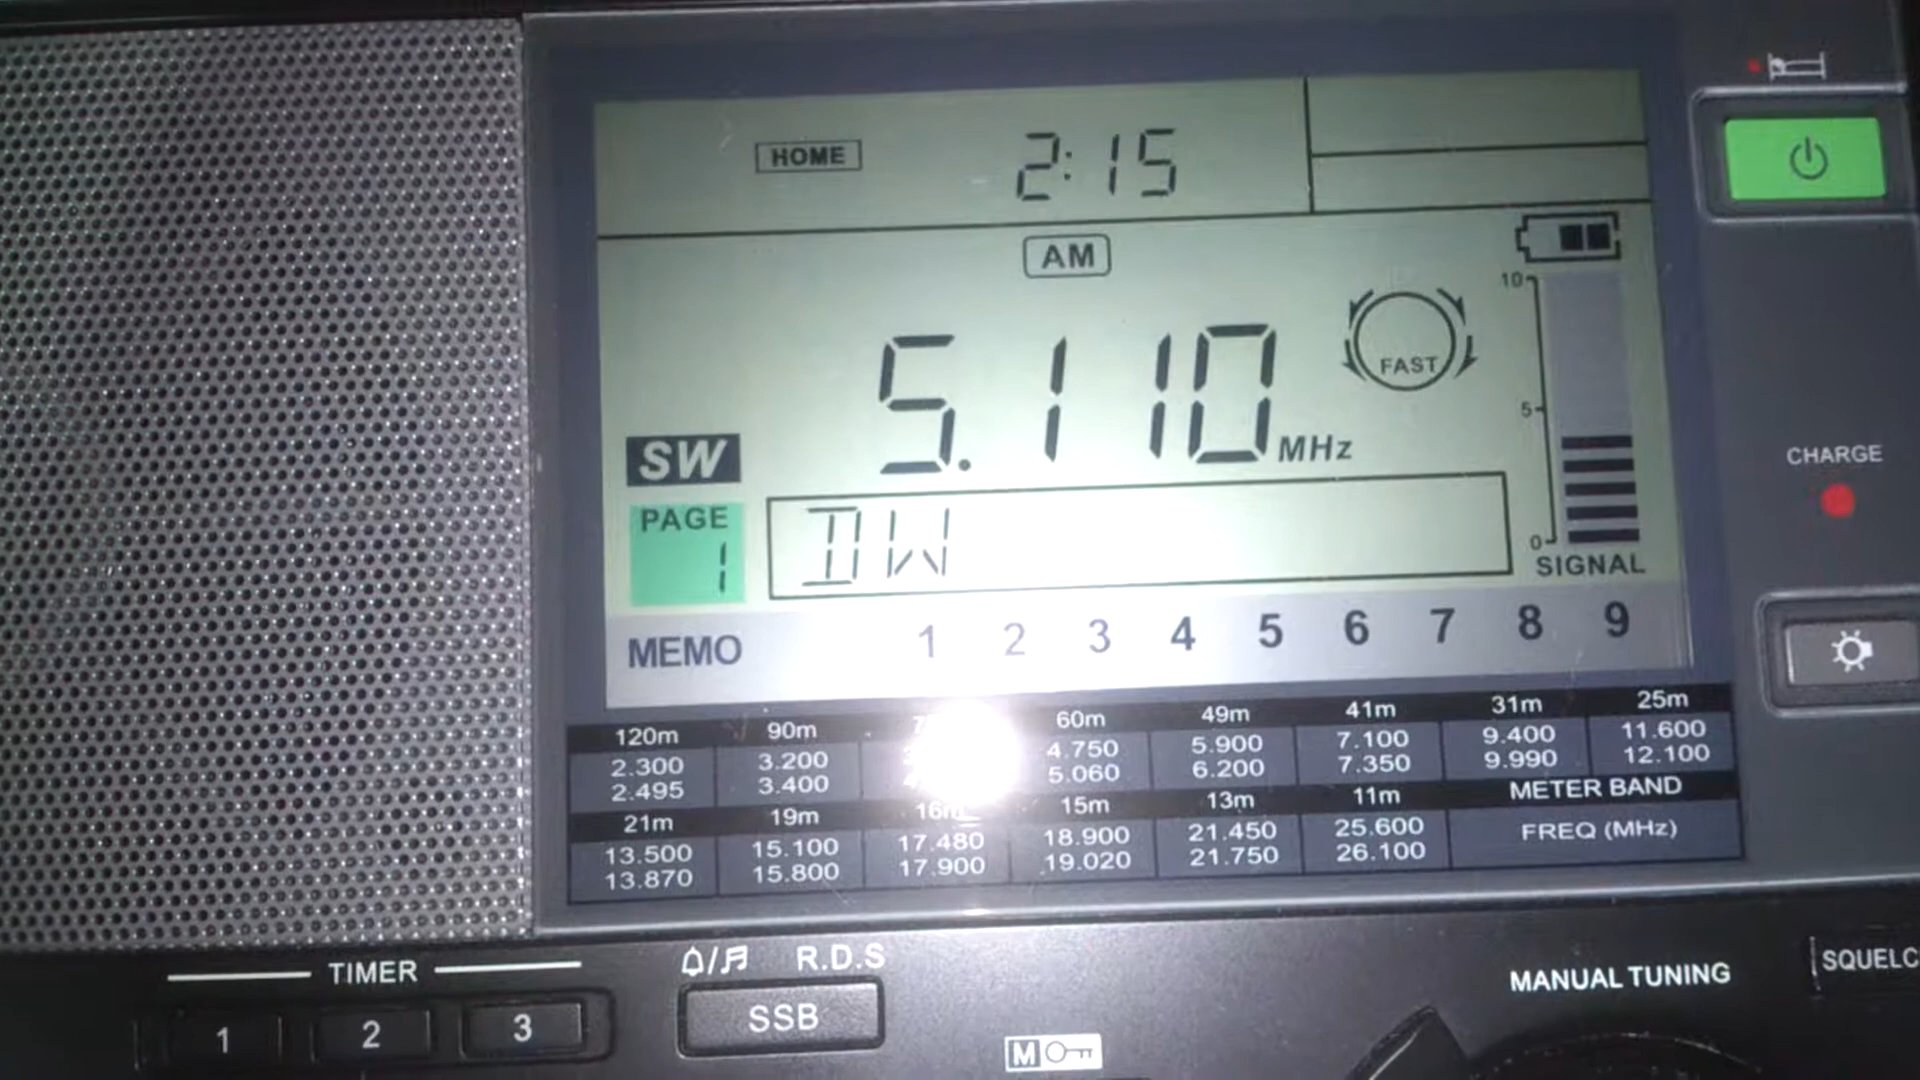 HOME 2:15
AM
10
5.110 MHz
FAST
5
SW
CHARGE
PAGE
1
DW
0
SIGNAL
MEMO 1 2 3 4 5 6 7 8 9
120m 90m 60m 49m 41m 31m 25m
2.300 3.200 4.750 5.900 7.100 9.400 11.600
2.495 3.400 5.060 6.200 7.350 9.990 12.100
21m 19m 16m 15m 13m 11m METER BAND
13.500 15.100 17.480 18.900 21.450 25.600 FREQ (MHz)
13.870 15.800 17.900 19.020 21.750 26.100
TIMER R.D.S MANUAL TUNING SQUELC
1 2 3 SSB
M